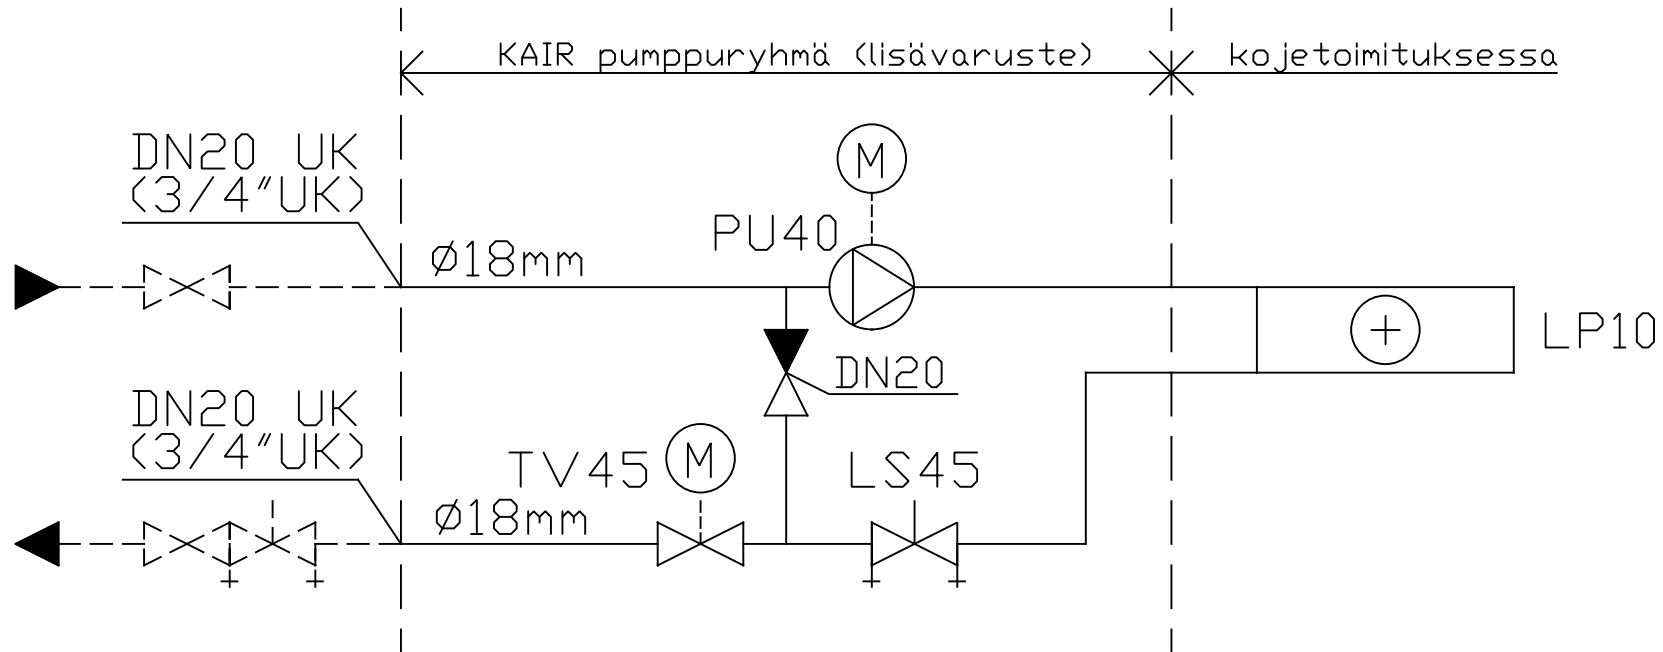 KAIR pumppuryhmä (lisävaruste)
kojetoimituksessa
DN20 UK
(3/4"UK)
M
PU40
Ø18mm
LP10
DN20
DN20 UK
(3/4"UK)
TV45
M
LS45
Ø18mm